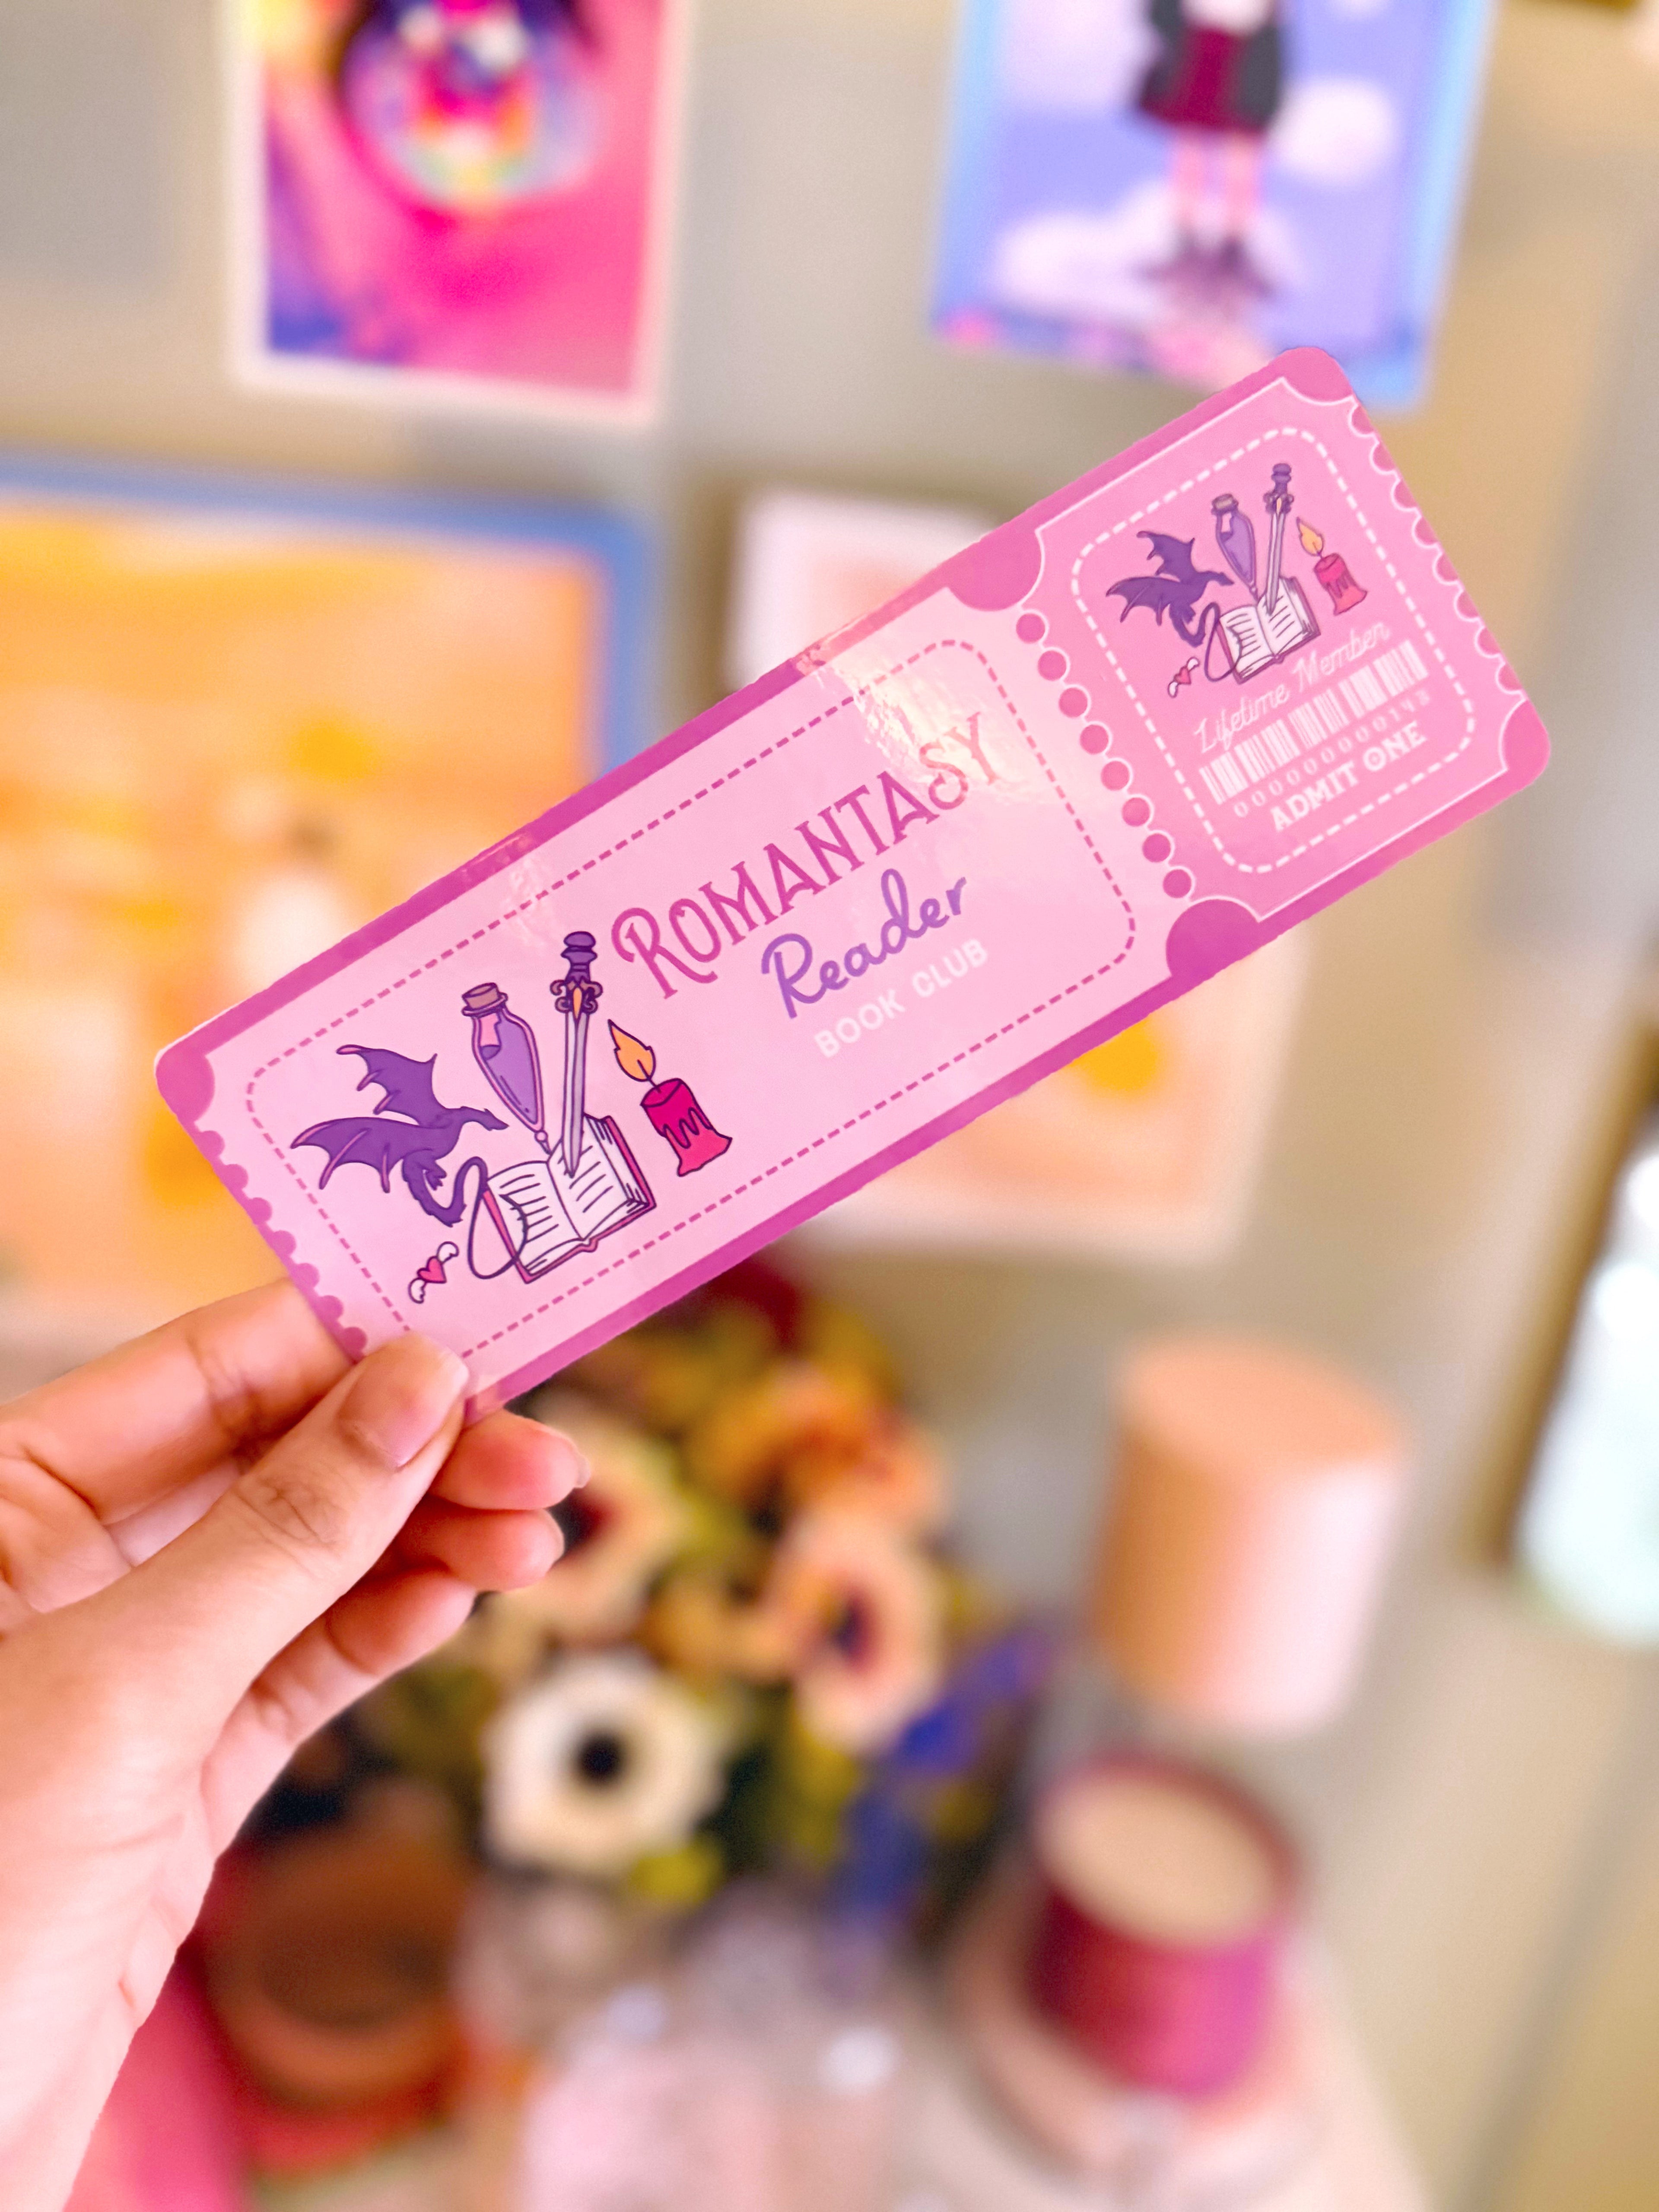 ROMANTASY
Reader
BOOK CLUB
Lifetime Member
ADMIT ONE